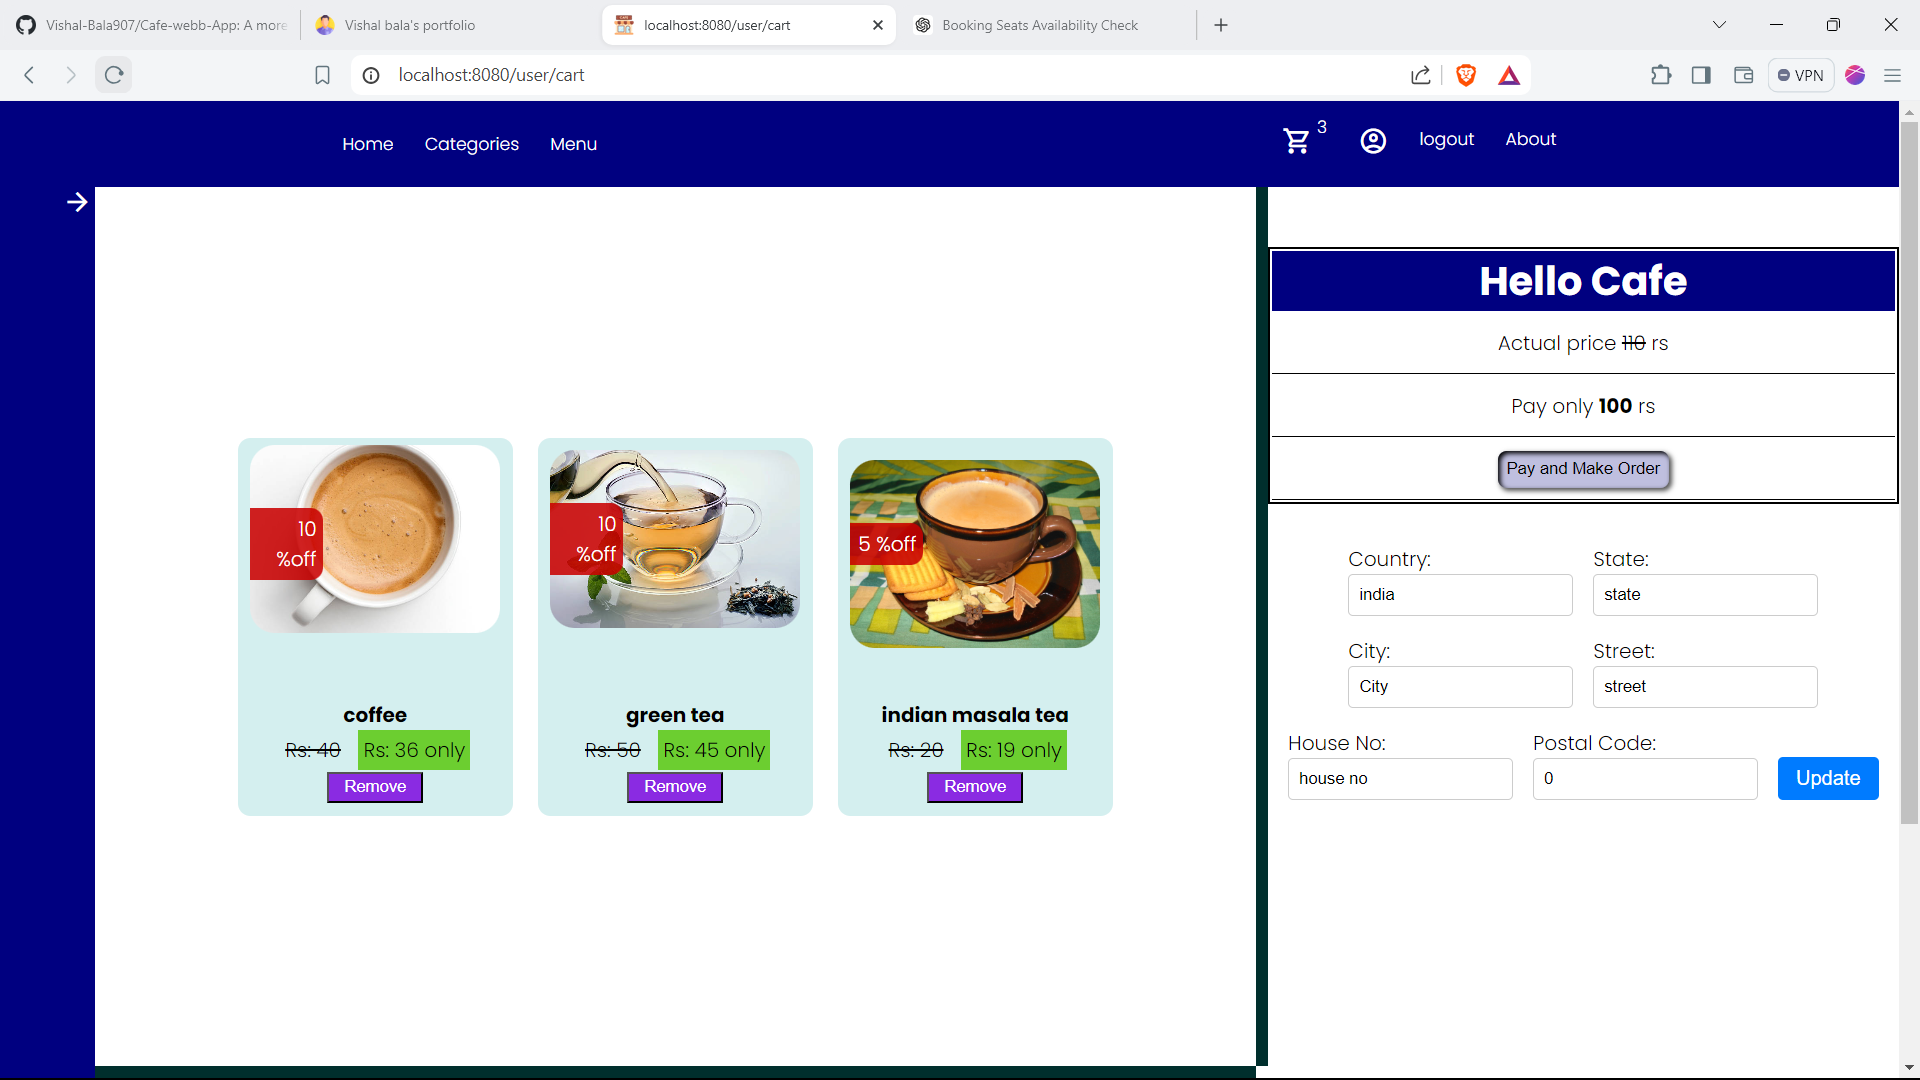 Vishal-Bala907/Cafe-webb-App: A more
Vishal bala's portfolio
localhost:8080/user/cart
Booking Seats Availability Check
localhost:8080/user/cart
VPN
Home
Categories
Menu
3
logout
About
Hello Cafe
Actual price 110 rs
Pay only 100 rs
Pay and Make Order
10
%off
10
%off
5 %off
coffee
Rs: 40 Rs: 36 only
Remove
green tea
Rs: 50 Rs: 45 only
Remove
indian masala tea
Rs: 20 Rs: 19 only
Remove
Country:
india
State:
state
City:
City
Street:
street
House No:
house no
Postal Code:
0
Update